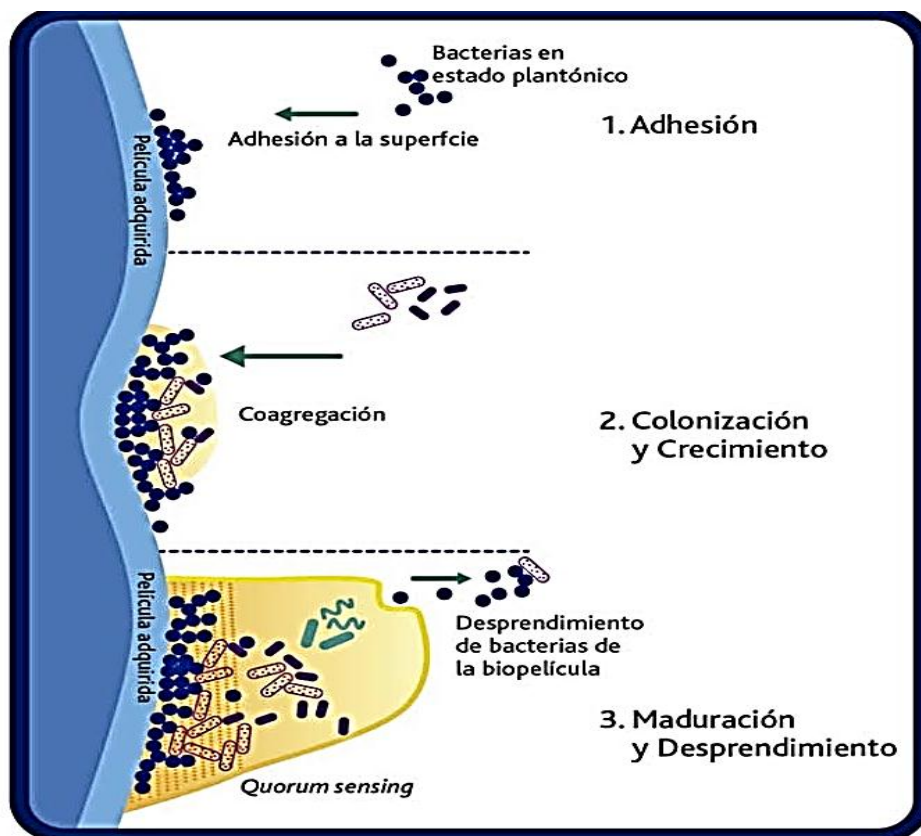 Bacterias en
estado plantónico
Adhesión a la superfcie
1. Adhesión
Película adquirida
Coagregación
2. Colonización
y Crecimiento
Película adquirida
Desprendimiento
de bacterias de
la biopelícula
3. Maduración
y Desprendimiento
Quorum sensing